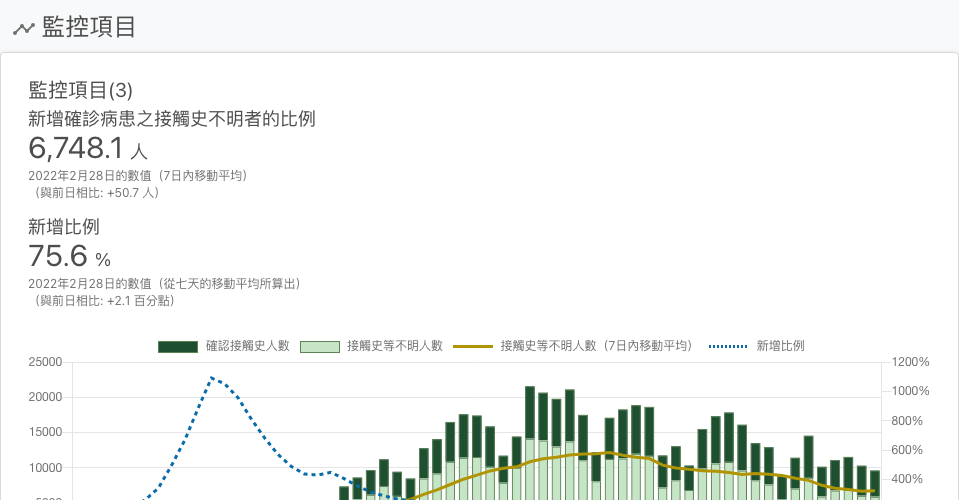 監控項目
監控項目(3)
新增確診病患之接觸史不明者的比例
6,748.1 人
2022年2月28日的數值（7日內移動平均）
（與前日相比: +50.7 人）
新增比例
75.6 %
2022年2月28日的數值（從七天的移動平均所算出）
（與前日相比: +2.1 百分點）
確認接觸史人數 接觸史等不明人數 接觸史等不明人數（7日內移動平均） 新增比例
25000 1200%
20000 1000%
15000 800%
10000 600%
400%